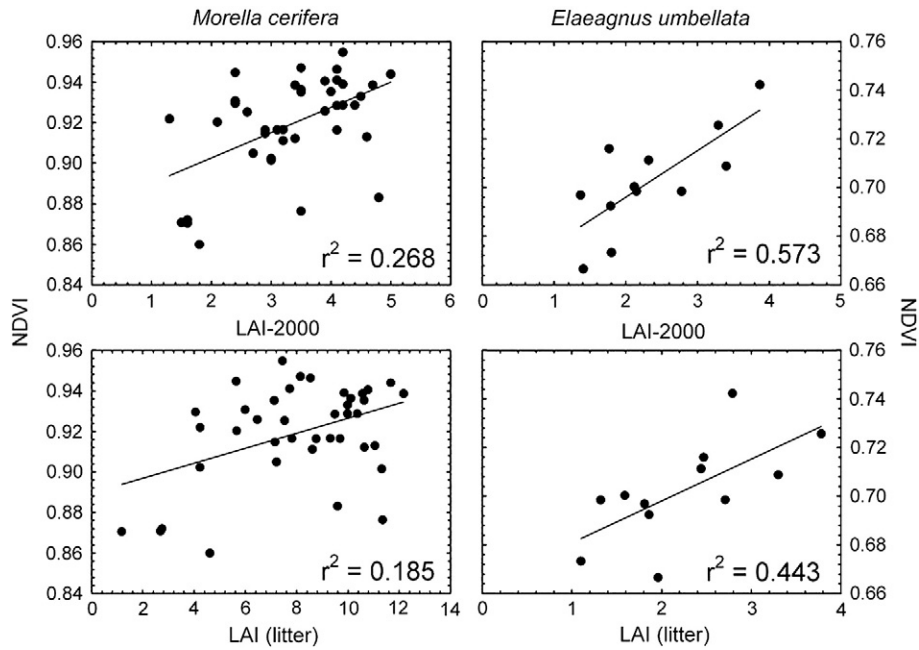 Morella cerifera
Elaeagnus umbellata
0.96
0.94
0.92
0.90
0.88
0.86
0.84
0 1 2 3 4 5 6
r² = 0.268
LAI-2000
NDVI
0.76
0.74
0.72
0.70
0.68
0.66
0 1 2 3 4 5
r² = 0.573
LAI-2000
NDVI
0.96
0.94
0.92
0.90
0.88
0.86
0.84
0 2 4 6 8 10 12 14
r² = 0.185
LAI (litter)
0.76
0.74
0.72
0.70
0.68
0.66
0 1 2 3 4
r² = 0.443
LAI (litter)